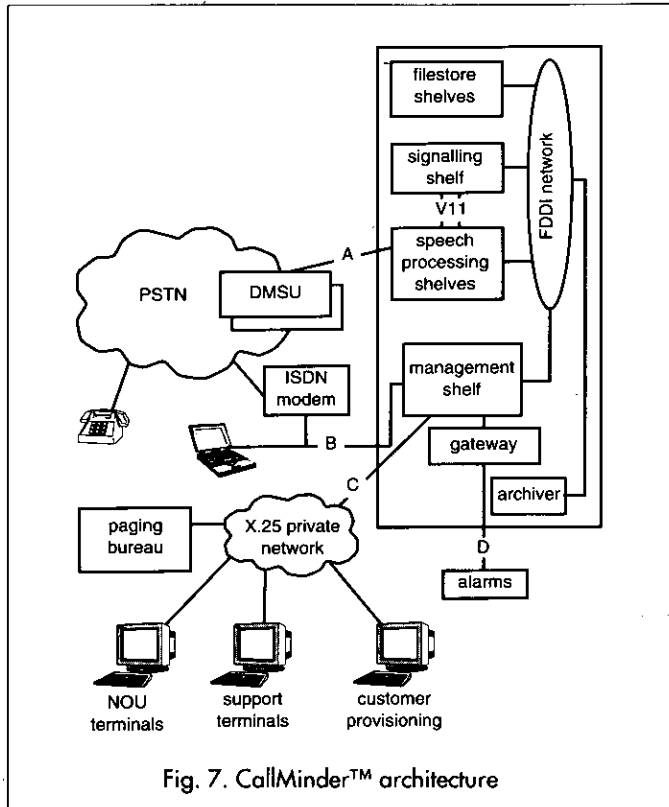 filestore
shelves
signalling
shelf
V11
speech
processing
shelves
FDDI network
A
PSTN
DMSU
ISDN
modem
management
shelf
B
gateway
C
archiver
paging
bureau
X.25 private
network
D
alarms
NOU
terminals
support
terminals
customer
provisioning
Fig. 7. CallMinder™ architecture